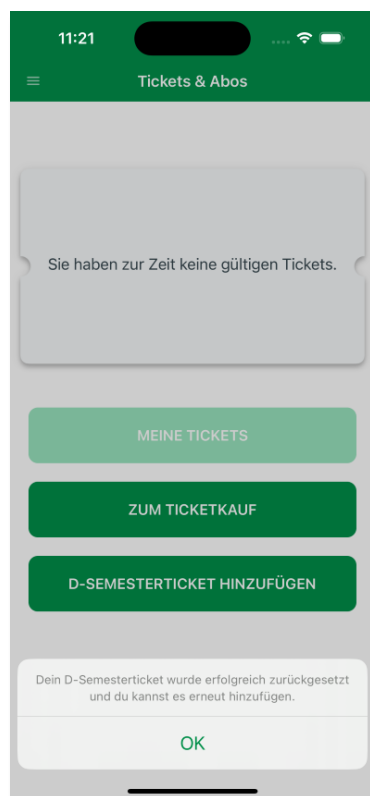 11:21
Tickets & Abos
Sie haben zur Zeit keine gültigen Tickets.
MEINE TICKETS
ZUM TICKETKAUF
D-SEMESTERTICKET HINZUFÜGEN
Dein D-Semesterticket wurde erfolgreich zurückgesetzt
und du kannst es erneut hinzufügen.
OK